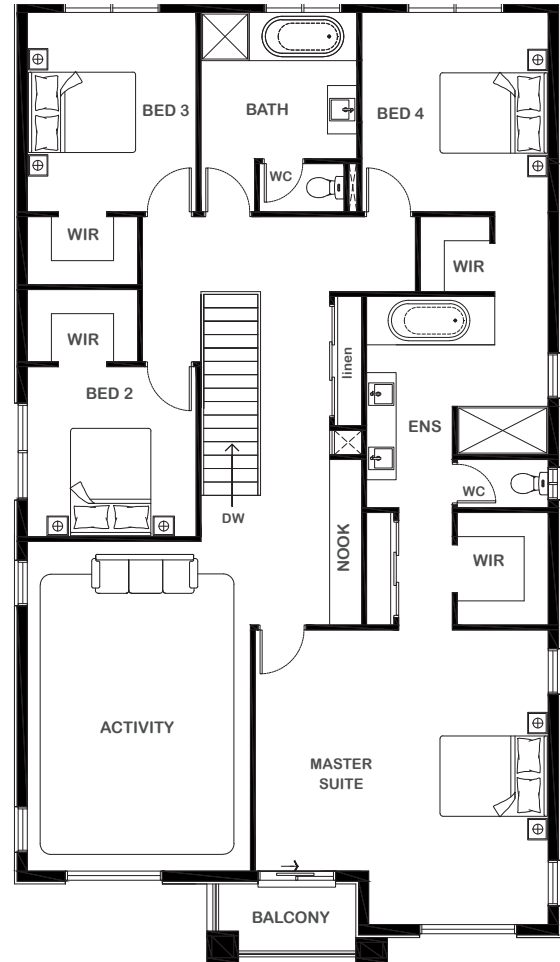 BED 3
BATH
BED 4
WC
WIR
WIR
WIR
BED 2
linen
ENS
WC
DW
NOOK
WIR
ACTIVITY
MASTER
SUITE
BALCONY